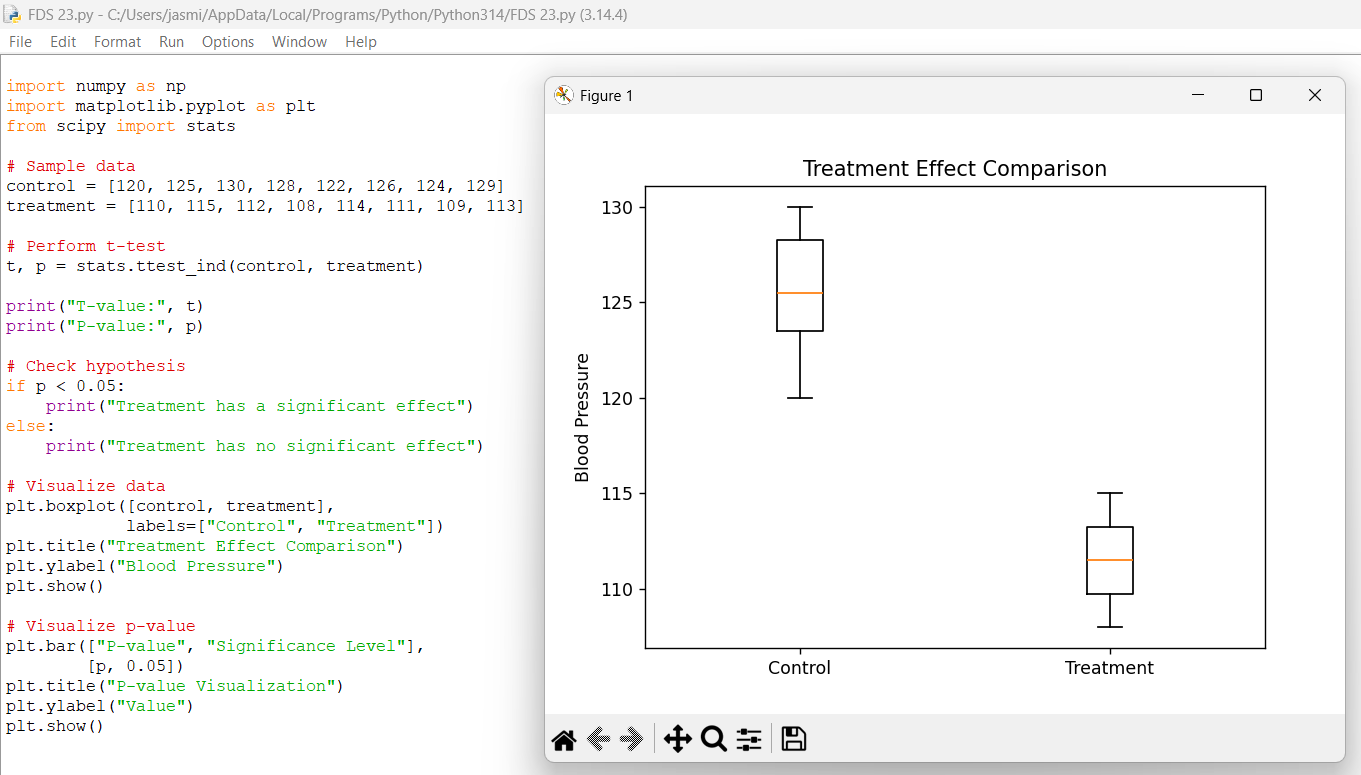 FDS 23.py - C:/Users/jasmi/AppData/Local/Programs/Python/Python314/FDS 23.py (3.14.4)
File Edit Format Run Options Window Help
import numpy as np
import matplotlib.pyplot as plt
from scipy import stats
# Sample data
control = [120, 125, 130, 128, 122, 126, 124, 129]
treatment = [110, 115, 112, 108, 114, 111, 109, 113]
# Perform t-test
t, p = stats.ttest_ind(control, treatment)
print("T-value:", t)
print("P-value:", p)
# Check hypothesis
if p < 0.05:
    print("Treatment has a significant effect")
else:
    print("Treatment has no significant effect")
# Visualize data
plt.boxplot([control, treatment],
            labels=["Control", "Treatment"])
plt.title("Treatment Effect Comparison")
plt.ylabel("Blood Pressure")
plt.show()
# Visualize p-value
plt.bar(["P-value", "Significance Level"],
        [p, 0.05])
plt.title("P-value Visualization")
plt.ylabel("Value")
plt.show()
Figure 1
Treatment Effect Comparison
Blood Pressure
130
125
120
115
110
Control Treatment